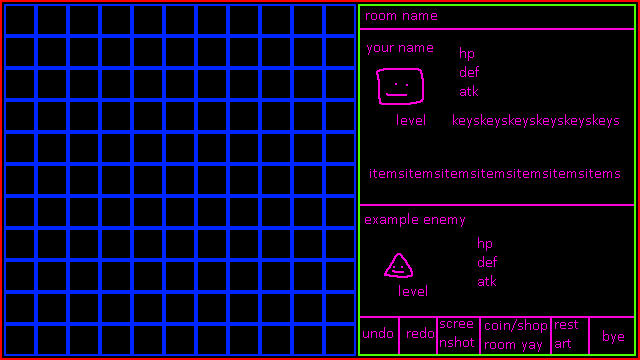 room name
your name
hp
def
atk
level
keyskeyskeyskeyskeyskeys
itemsitemsitemsitemsitemsitemsitems
example enemy
hp
def
atk
level
undo
redo
scree
nshot
coin/shop
room yay
rest
art
bye